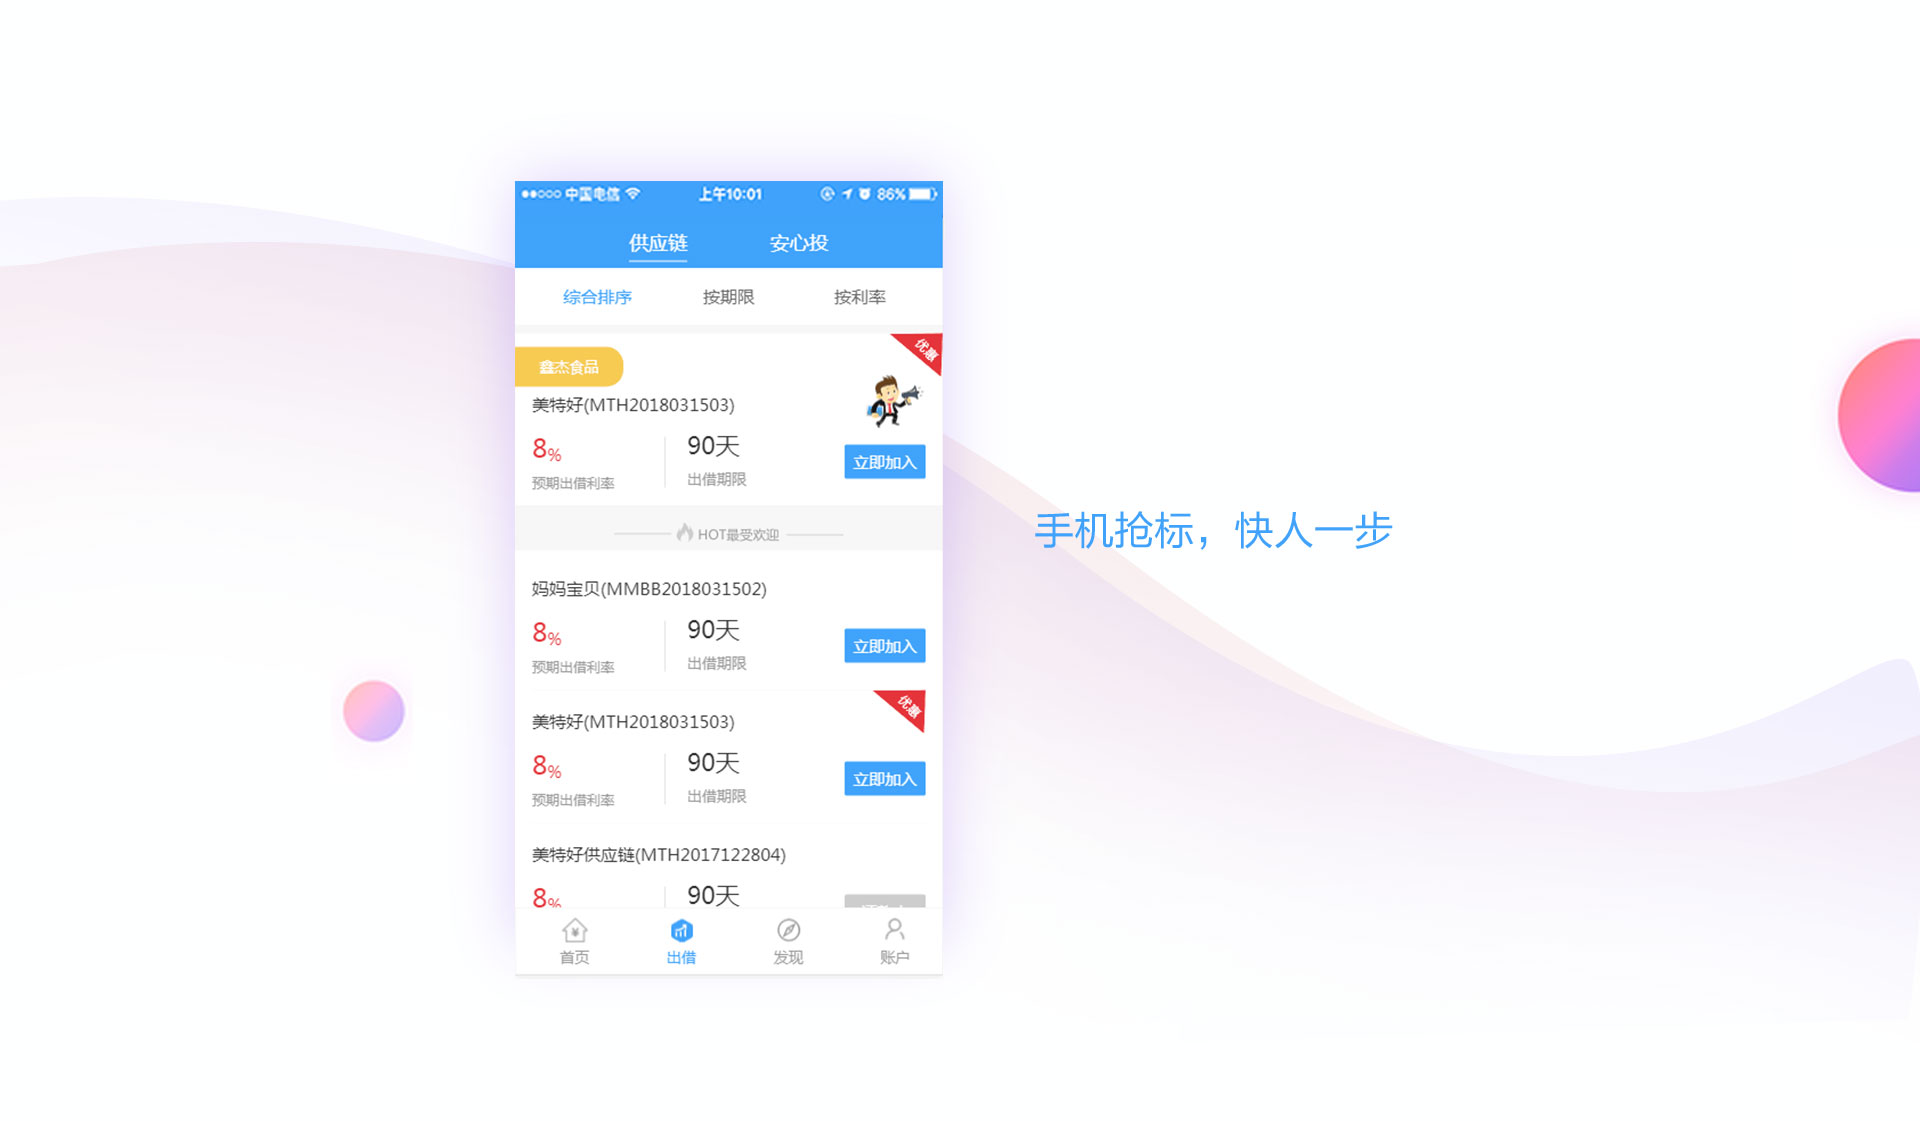 中国电信 上午10:01 86%
供应链 安心投
综合排序 按期限 按利率
优惠
鑫杰食品
美特好(MTH2018031503)
8% 90天
预期出借利率 出借期限
立即加入
HOT最受欢迎
手机抢标，快人一步
妈妈宝贝(MMBB2018031502)
8% 90天
预期出借利率 出借期限
立即加入
优惠
美特好(MTH2018031503)
8% 90天
预期出借利率 出借期限
立即加入
美特好供应链(MTH2017122804)
8% 90天
首页 出借 发现 账户